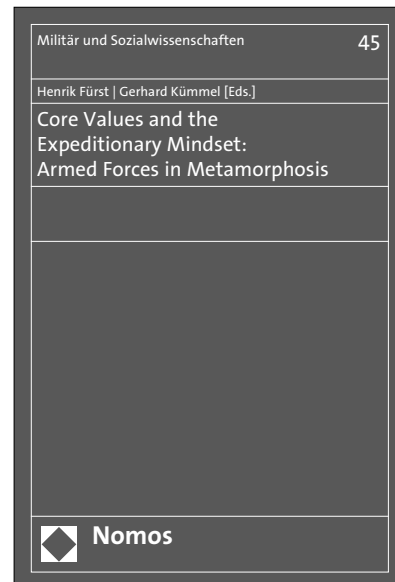 Militär und Sozialwissenschaften 45
Henrik Fürst | Gerhard Kümmel [Eds.]
Core Values and the
Expeditionary Mindset:
Armed Forces in Metamorphosis
Nomos